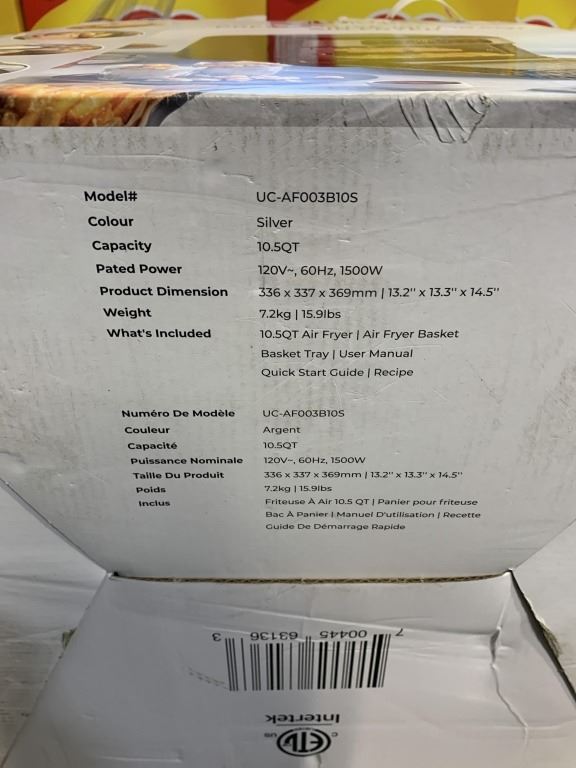 Model# UC-AF003B10S
Colour Silver
Capacity 10.5QT
Pated Power 120V~, 60Hz, 1500W
Product Dimension 336 x 337 x 369mm | 13.2" x 13.3" x 14.5"
Weight 7.2kg | 15.9lbs
What's Included 10.5QT Air Fryer | Air Fryer Basket
Basket Tray | User Manual
Quick Start Guide | Recipe
Numéro De Modèle UC-AF003B10S
Couleur Argent
Capacité 10.5QT
Puissance Nominale 120V~, 60Hz, 1500W
Taille Du Produit 336 x 337 x 369mm | 13.2" x 13.3" x 14.5"
Poids 7.2kg | 15.9lbs
Inclus Friteuse À Air 10.5 QT | Panier pour friteuse
Bac À Panier | Manuel D'utilisation | Recette
Guide De Démarrage Rapide
7 00445 63136 3
Intertek
C ETL US